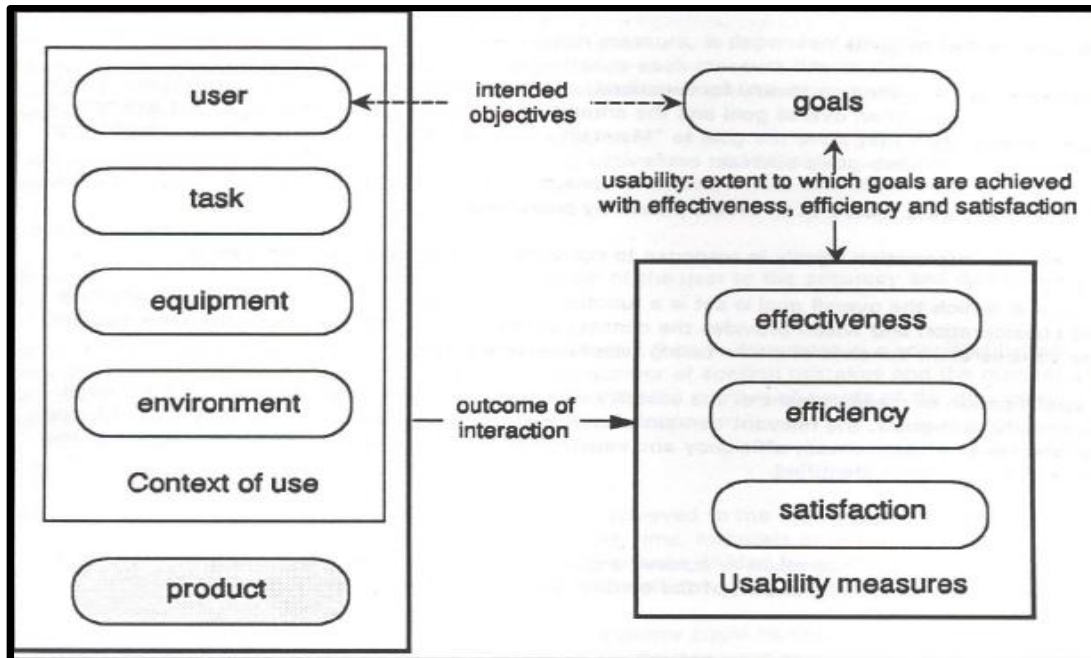 user
task
equipment
environment
Context of use
product
intended
objectives
goals
usability: extent to which goals are achieved
with effectiveness, efficiency and satisfaction
outcome of
interaction
effectiveness
efficiency
satisfaction
Usability measures